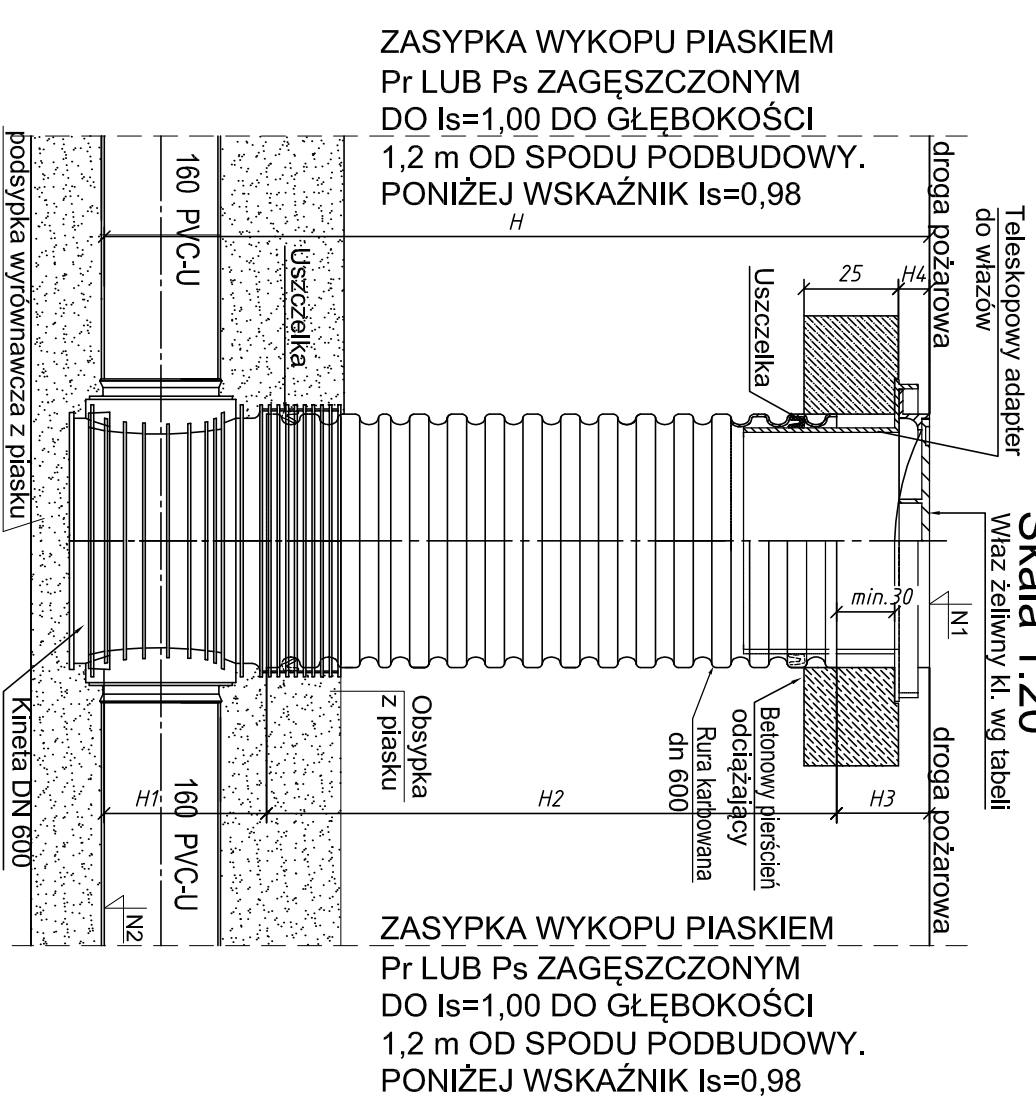 ZASYPKA WYKOPU PIASKIEM
Pr LUB Ps ZAGĘSZCZONYM
DO Is=1,00 DO GŁĘBOKOŚCI
1,2 m OD SPODU PODBUDOWY.
PONIŻEJ WSKAŹNIK Is=0,98
Skala 1:20
Teleskopowy adapter
do włazów
Właz żeliwny kl. wg tabeli
droga pożarowa
droga pożarowa
N1
H4
25
H
min.30
H3
Uszczelka
Betonowy pierścień
odciążający
Rura karbowana
dn 600
H2
Uszczelka
Obsypka
z piasku
160 PVC-U
H1
160 PVC-U
N2
podsypka wyrównawcza z piasku
Kineta DN 600
ZASYPKA WYKOPU PIASKIEM
Pr LUB Ps ZAGĘSZCZONYM
DO Is=1,00 DO GŁĘBOKOŚCI
1,2 m OD SPODU PODBUDOWY.
PONIŻEJ WSKAŹNIK Is=0,98